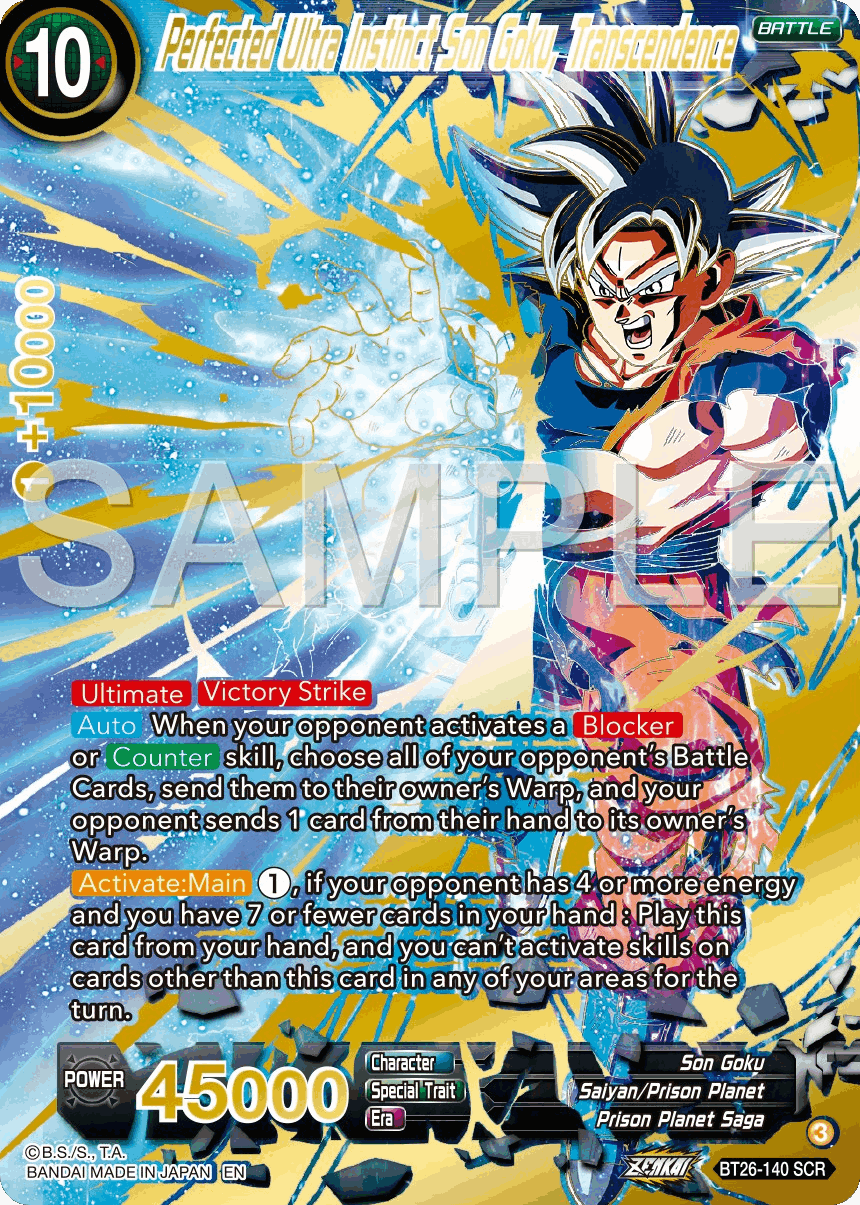 10
Perfected Ultra Instinct Son Goku, Transcendence
BATTLE
1 +10000
SAMPLE
Ultimate Victory Strike
Auto When your opponent activates a Blocker
or Counter skill, choose all of your opponent's Battle
Cards, send them to their owner's Warp, and your
opponent sends 1 card from their hand to its owner's
Warp.
Activate:Main 1, if your opponent has 4 or more energy
and you have 7 or fewer cards in your hand : Play this
card from your hand, and you can't activate skills on
cards other than this card in any of your areas for the
turn.
POWER 45000
Character Son Goku
Special Trait Saiyan/Prison Planet
Era Prison Planet Saga
3
©B.S./S., T.A.
BANDAI MADE IN JAPAN EN
ZENKAI
BT26-140 SCR